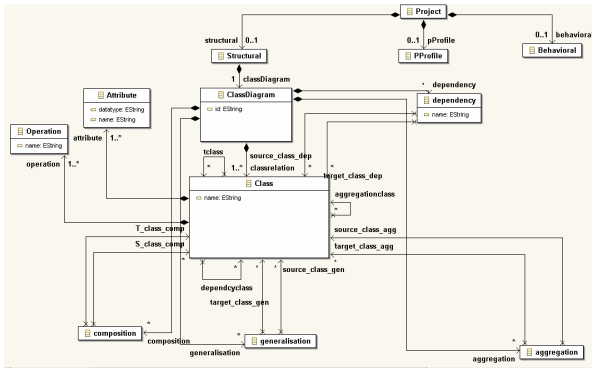 Project
structural
0..1
0..1
pProfile
0..1
behavioral
Structural
PProfile
Behavioral
1
classDiagram
*
dependency
Attribute
datatype: EString
name: EString
ClassDiagram
id: EString
dependency
name: EString
Operation
name: EString
attribute
1..*
operation
1..*
tclass
*
1..*
source_class_dep
classrelation
*
*
target_class_dep
Class
name: EString
aggregationclass
*
T_class_comp
S_class_comp
*
source_class_agg
target_class_agg
*
*
dependcyclass
*
*
source_class_gen
target_class_gen
*
composition
composition
*
generalisation
generalisation
*
aggregation
aggregation